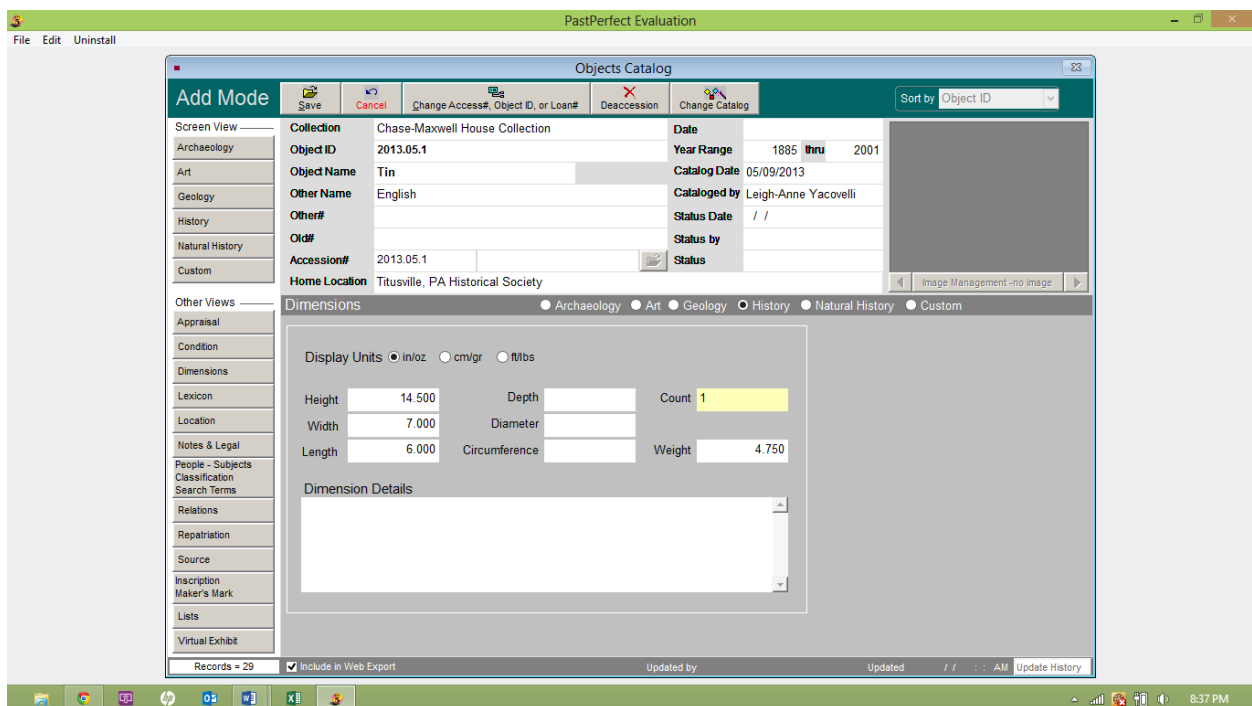 PastPerfect Evaluation
File Edit Uninstall
Objects Catalog
Add Mode
Save
Cancel
Change Access#, Object ID, or Loan#
Deaccession
Change Catalog
Sort by Object ID
Screen View
Archaeology
Art
Geology
History
Natural History
Custom
Other Views
Appraisal
Condition
Dimensions
Lexicon
Location
Notes & Legal
People - Subjects
Classification
Search Terms
Relations
Repatriation
Source
Inscription
Maker's Mark
Lists
Virtual Exhibit
Records = 29
Collection Chase-Maxwell House Collection
Object ID 2013.05.1
Object Name Tin
Other Name English
Other#
Old#
Accession# 2013.05.1
Home Location Titusville, PA Historical Society
Date
Year Range 1885 thru 2001
Catalog Date 05/09/2013
Cataloged by Leigh-Anne Yacovelli
Status Date / /
Status by
Status
Image Management -no image
Dimensions Archaeology Art Geology History Natural History Custom
Display Units in/oz cm/gr ft/lbs
Height 14.500 Depth Count 1
Width 7.000 Diameter
Length 6.000 Circumference Weight 4.750
Dimension Details
Include in Web Export Updated by Updated / / : : AM Update History
8:37 PM